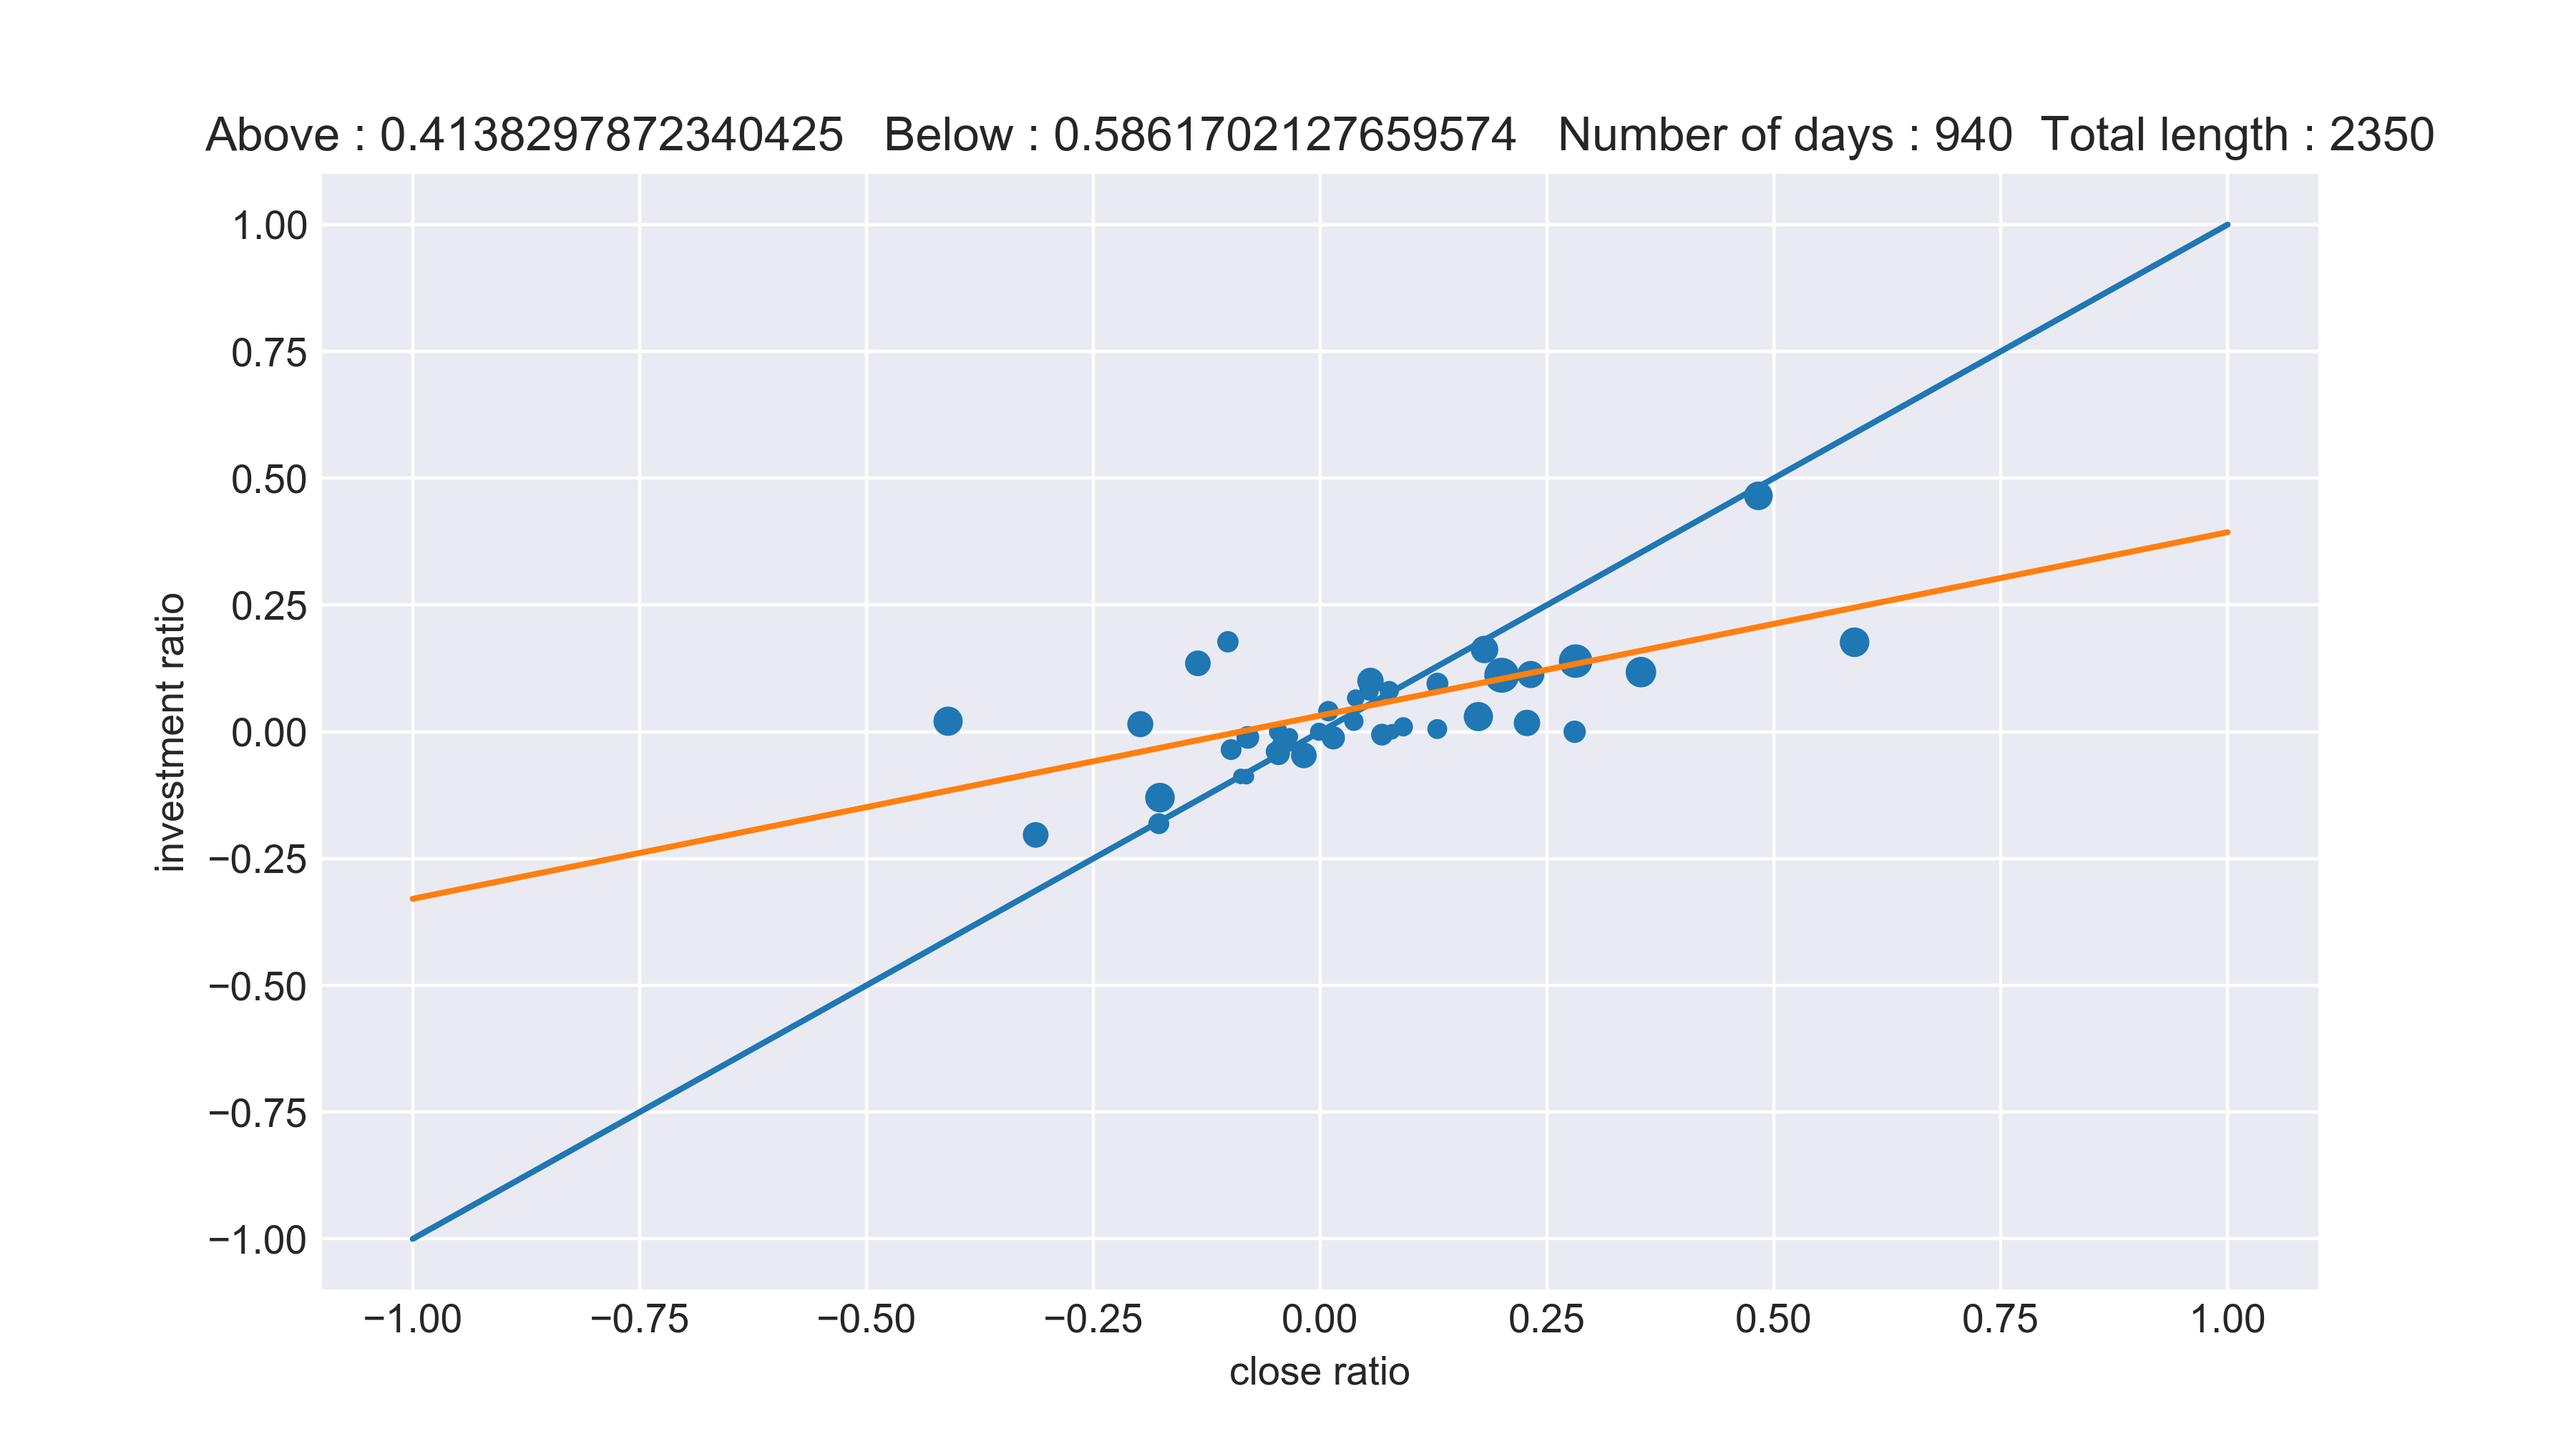 Above : 0.4138297872340425   Below : 0.5861702127659574   Number of days : 940  Total length : 2350
1.00
0.75
0.50
0.25
0.00
−0.25
−0.50
−0.75
−1.00
investment ratio
−1.00 −0.75 −0.50 −0.25 0.00 0.25 0.50 0.75 1.00
close ratio